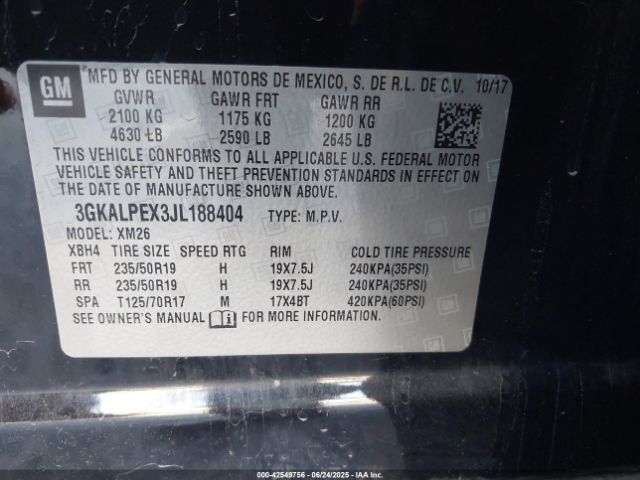 GM
MFD BY GENERAL MOTORS DE MEXICO, S. DE R.L. DE C.V. 10/17
GVWR GAWR FRT GAWR RR
2100 KG 1175 KG 1200 KG
4630 LB 2590 LB 2645 LB
THIS VEHICLE CONFORMS TO ALL APPLICABLE U.S. FEDERAL MOTOR
VEHICLE SAFETY AND THEFT PREVENTION STANDARDS IN EFFECT ON
THE DATE OF MANUFACTURE SHOWN ABOVE.
3GKALPEX3JL188404 TYPE: M.P.V.
MODEL: XM26
XBH4 TIRE SIZE SPEED RTG RIM COLD TIRE PRESSURE
FRT 235/50R19 H 19X7.5J 240KPA(35PSI)
RR 235/50R19 H 19X7.5J 240KPA(35PSI)
SPA T125/70R17 M 17X4BT 420KPA(60PSI)
SEE OWNER'S MANUAL FOR MORE INFORMATION.
000-42549756 - 06/24/2025 - IAAI.COM